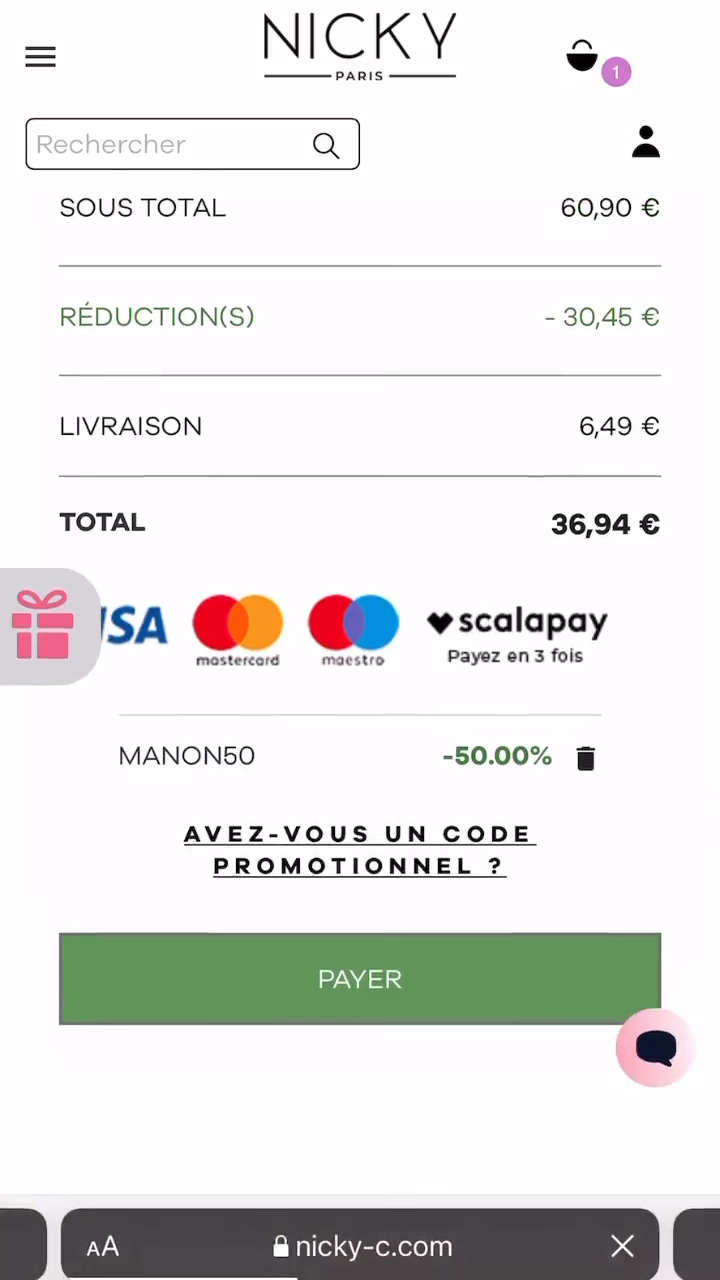 NICKY
PARIS
1
Rechercher
SOUS TOTAL 60,90 €
RÉDUCTION(S) - 30,45 €
LIVRAISON 6,49 €
TOTAL 36,94 €
ISA mastercard maestro scalapay
Payez en 3 fois
MANON50 -50.00%
AVEZ-VOUS UN CODE
PROMOTIONNEL ?
PAYER
AA nicky-c.com